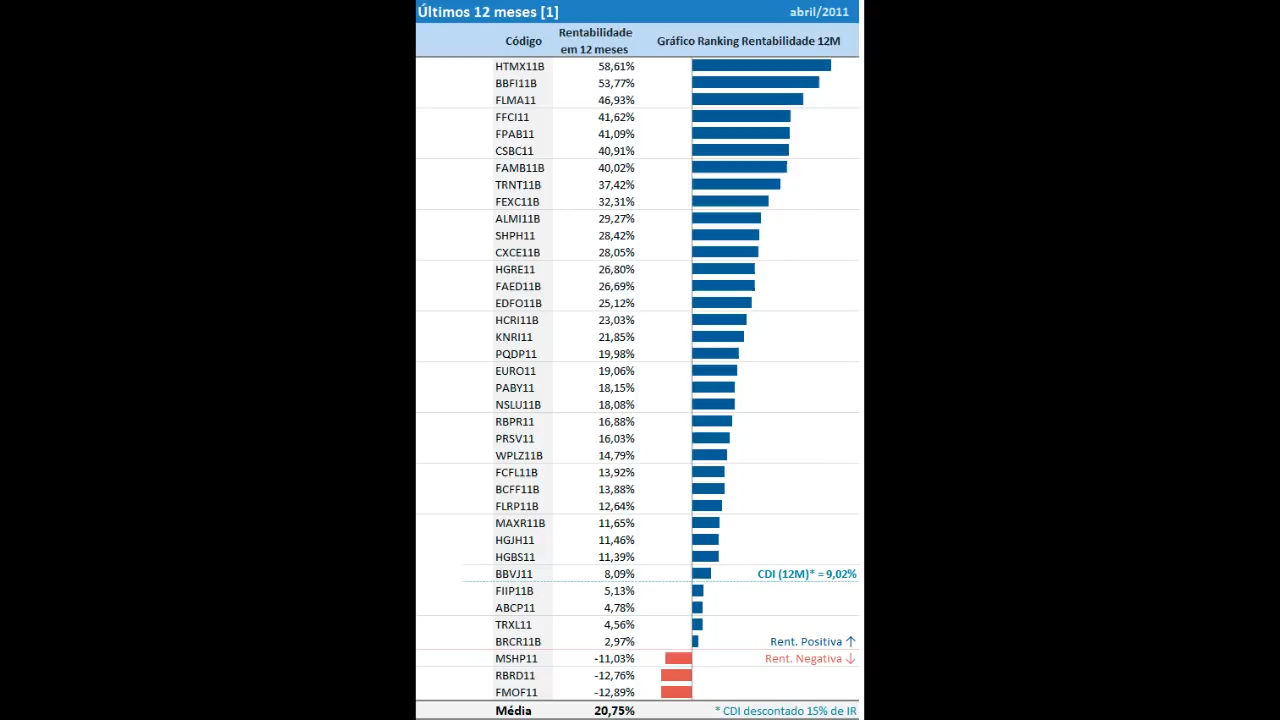 Últimos 12 meses [1] abril/2011
Código Rentabilidade em 12 meses Gráfico Ranking Rentabilidade 12M
HTMX11B 58,61%
BBFI11B 53,77%
FLMA11 46,93%
FFCI11 41,62%
FPAB11 41,09%
CSBC11 40,91%
FAMB11B 40,02%
TRNT11B 37,42%
FEXC11B 32,31%
ALMI11B 29,27%
SHPH11 28,42%
CXCE11B 28,05%
HGRE11 26,80%
FAED11B 26,69%
EDFO11B 25,12%
HCRI11B 23,03%
KNRI11 21,85%
PQDP11 19,98%
EURO11 19,06%
PABY11 18,15%
NSLU11B 18,08%
RBPR11 16,88%
PRSV11 16,03%
WPLZ11B 14,79%
FCFL11B 13,92%
BCFF11B 13,88%
FLRP11B 12,64%
MAXR11B 11,65%
HGJH11 11,46%
HGBS11 11,39%
BBVJ11 8,09% CDI (12M)* = 9,02%
FIIP11B 5,13%
ABCP11 4,78%
TRXL11 4,56%
BRCR11B 2,97% Rent. Positiva ↑
MSHP11 -11,03% Rent. Negativa ↓
RBRD11 -12,76%
FMOF11 -12,89%
Média 20,75% * CDI descontado 15% de IR